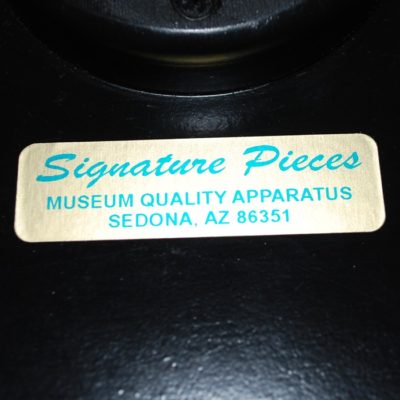 Signature Pieces
MUSEUM QUALITY APPARATUS
SEDONA, AZ 86351